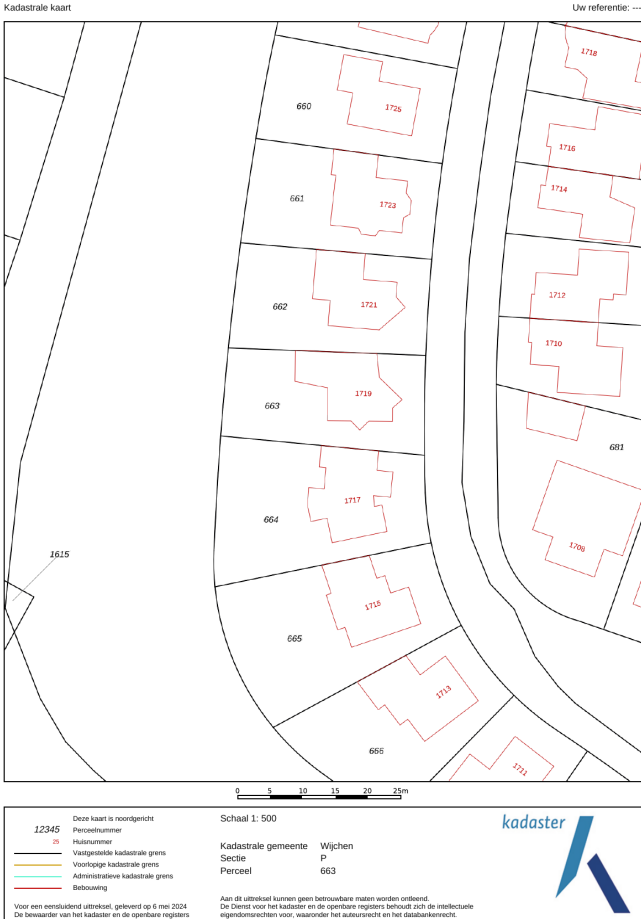 Kadastrale kaart
Uw referentie: ---
1718
660
1725
1716
661
1723
1714
662
1721
1712
663
1719
1710
681
664
1717
1708
1615
665
1715
1713
666
1711
0 5 10 15 20 25m
Deze kaart is noordgericht
12345 Perceelnummer
25 Huisnummer
Vastgestelde kadastrale grens
Voorlopige kadastrale grens
Administratieve kadastrale grens
Bebouwing
Voor een eensluidend uittreksel, geleverd op 6 mei 2024
De bewaarder van het kadaster en de openbare registers
Schaal 1: 500
Kadastrale gemeente Wijchen
Sectie P
Perceel 663
Aan dit uittreksel kunnen geen betrouwbare maten worden ontleend.
De Dienst voor het kadaster en de openbare registers behoudt zich de intellectuele
eigendomsrechten voor, waaronder het auteursrecht en het databankenrecht.
kadaster